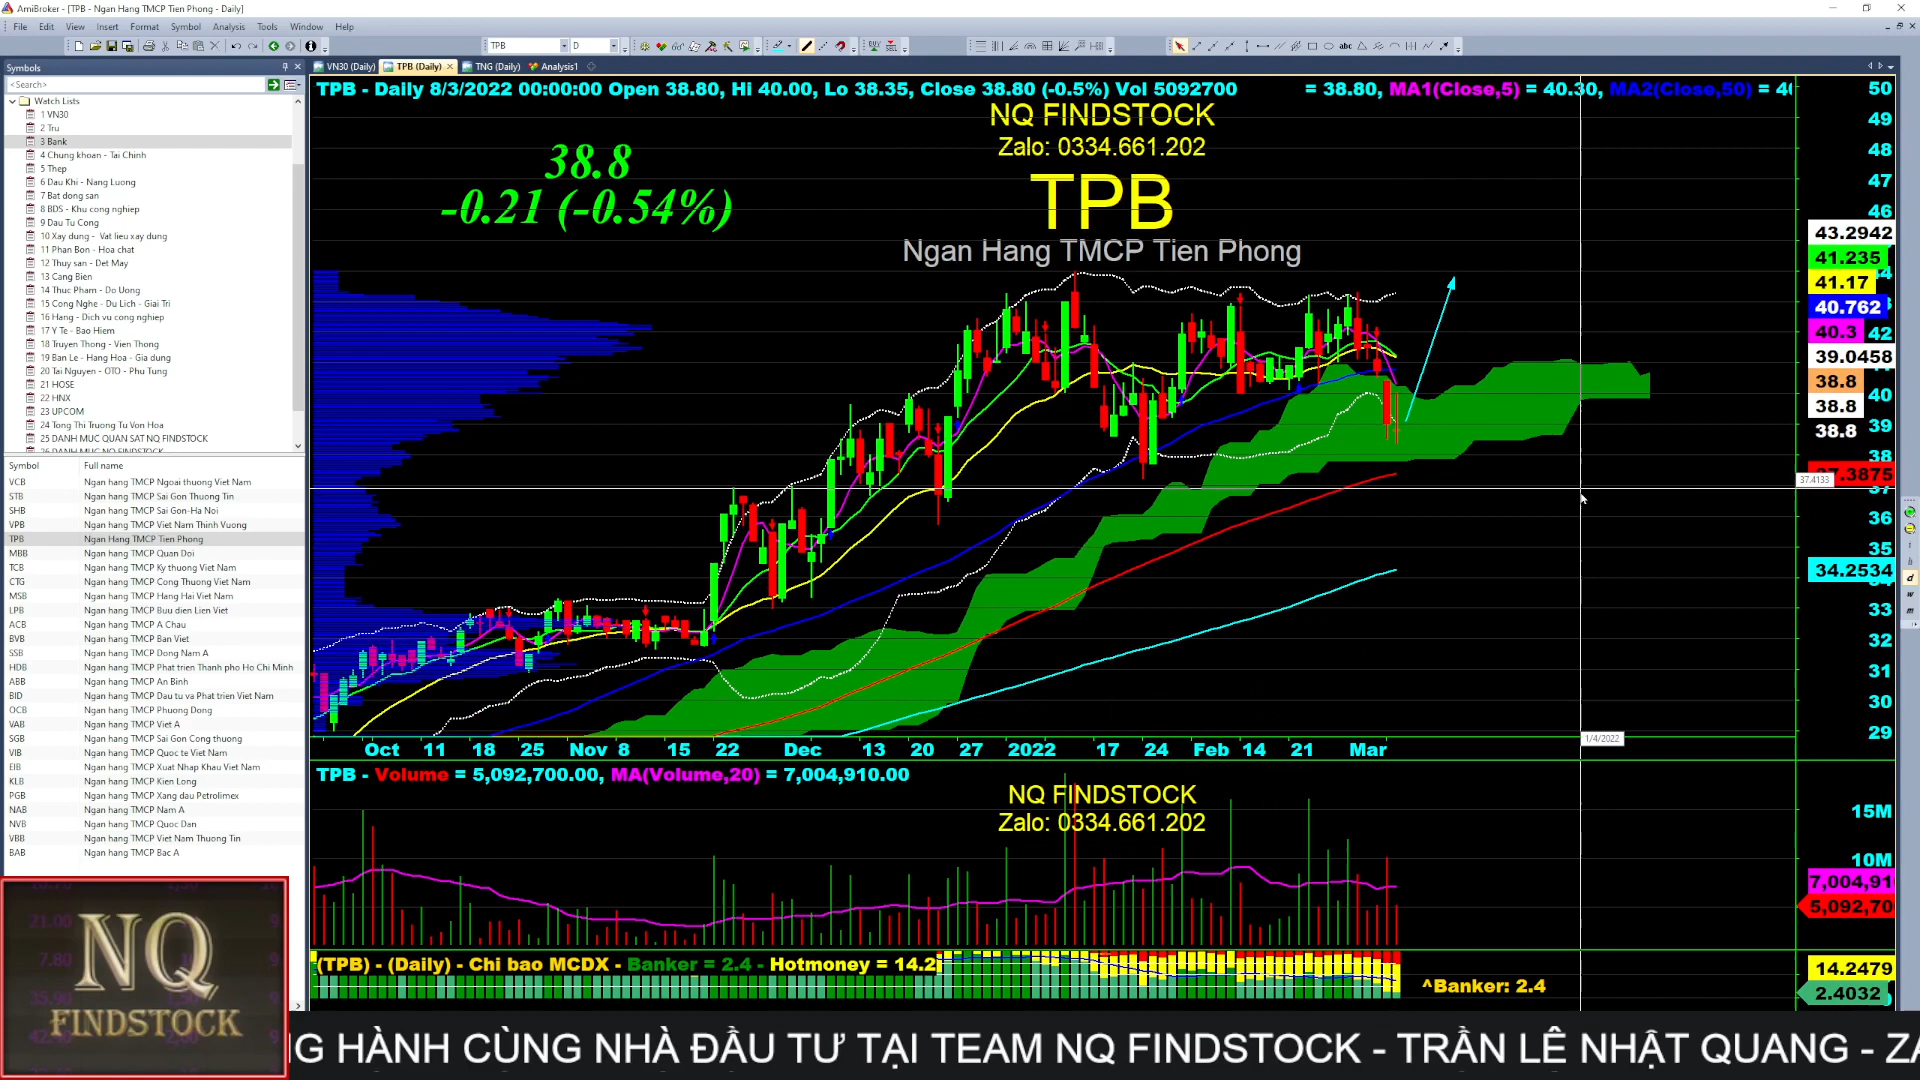 AmiBroker - [TPB - Ngan Hang TMCP Tien Phong - Daily]
File Edit View Insert Format Symbol Analysis Tools Window Help
TPB D
Symbols
VN30 (Daily) TPB (Daily) TNG (Daily) Analysis1
<Search>
Watch Lists
1 VN30
2 Tru
3 Bank
4 Chung khoan - Tai Chinh
5 Thep
6 Dau Khi - Nang Luong
7 Bat dong san
8 BDS - Khu cong nghiep
9 Dau Tu Cong
10 Xay dung - Vat lieu xay dung
11 Phan Bon - Hoa chat
12 Thuy san - Det May
13 Cang Bien
14 Thuc Pham - Do Uong
15 Cong Nghe - Du Lich - Giai Tri
16 Hang - Dich vu cong nghiep
17 Y Te - Bao Hiem
18 Truyen Thong - Vien Thong
19 Ban Le - Hang Hoa - Gia dung
20 Tai Nguyen - OTO - Phu Tung
21 HOSE
22 HNX
23 UPCOM
24 Tong Thi Truong Tu Von Hoa
25 DANH MUC QUAN SAT NQ FINDSTOCK
Symbol Full name
VCB Ngan hang TMCP Ngoai thuong Viet Nam
STB Ngan hang TMCP Sai Gon Thuong Tin
SHB Ngan hang TMCP Sai Gon-Ha Noi
VPB Ngan hang TMCP Viet Nam Thinh Vuong
TPB Ngan Hang TMCP Tien Phong
MBB Ngan hang TMCP Quan Doi
TCB Ngan hang TMCP Ky thuong Viet Nam
CTG Ngan hang TMCP Cong Thuong Viet Nam
MSB Ngan hang TMCP Hang Hai Viet Nam
LPB Ngan hang TMCP Buu dien Lien Viet
ACB Ngan hang TMCP A Chau
BVB Ngan hang TMCP Ban Viet
SSB Ngan hang TMCP Dong Nam A
HDB Ngan hang TMCP Phat trien Thanh pho Ho Chi Minh
ABB Ngan hang TMCP An Binh
BID Ngan hang TMCP Dau tu va Phat trien Viet Nam
OCB Ngan hang TMCP Phuong Dong
VAB Ngan hang TMCP Viet A
SGB Ngan hang TMCP Sai Gon Cong thuong
VIB Ngan hang TMCP Quoc te Viet Nam
EIB Ngan hang TMCP Xuat Nhap Khau Viet Nam
KLB Ngan hang TMCP Kien Long
PGB Ngan hang TMCP Xang dau Petrolimex
NAB Ngan hang TMCP Nam A
NVB Ngan hang TMCP Quoc Dan
VBB Ngan hang TMCP Viet Nam Thuong Tin
BAB Ngan hang TMCP Bac A
TPB - Daily 8/3/2022 00:00:00 Open 38.80, Hi 40.00, Lo 38.35, Close 38.80 (-0.5%) Vol 5092700 = 38.80, MA1(Close,5) = 40.30, MA2(Close,50) =
NQ FINDSTOCK
Zalo: 0334.661.202
TPB
Ngan Hang TMCP Tien Phong
38.8
-0.21 (-0.54%)
50
49
48
47
46
43.2942
41.235
41.17
40.762
42
40.3
39.0458
38.8
40
38.8
39
38.8
38
37.3875
37.4133
36
35
34.2534
33
32
31
30
29
Oct 11 18 25 Nov 8 15 22 Dec 13 20 27 2022 17 24 Feb 14 21 Mar
1/4/2022
TPB - Volume = 5,092,700.00, MA(Volume,20) = 7,004,910.00
NQ FINDSTOCK
Zalo: 0334.661.202
15M
10M
7,004,91
5,092,70
(TPB) - (Daily) - Chi bao MCDX - Banker = 2.4 - Hotmoney = 14.2
^Banker: 2.4
14.2479
2.4032
NQ
FINDSTOCK
NG HÀNH CÙNG NHÀ ĐẦU TƯ TẠI TEAM NQ FINDSTOCK - TRẦN LÊ NHẬT QUANG - ZA